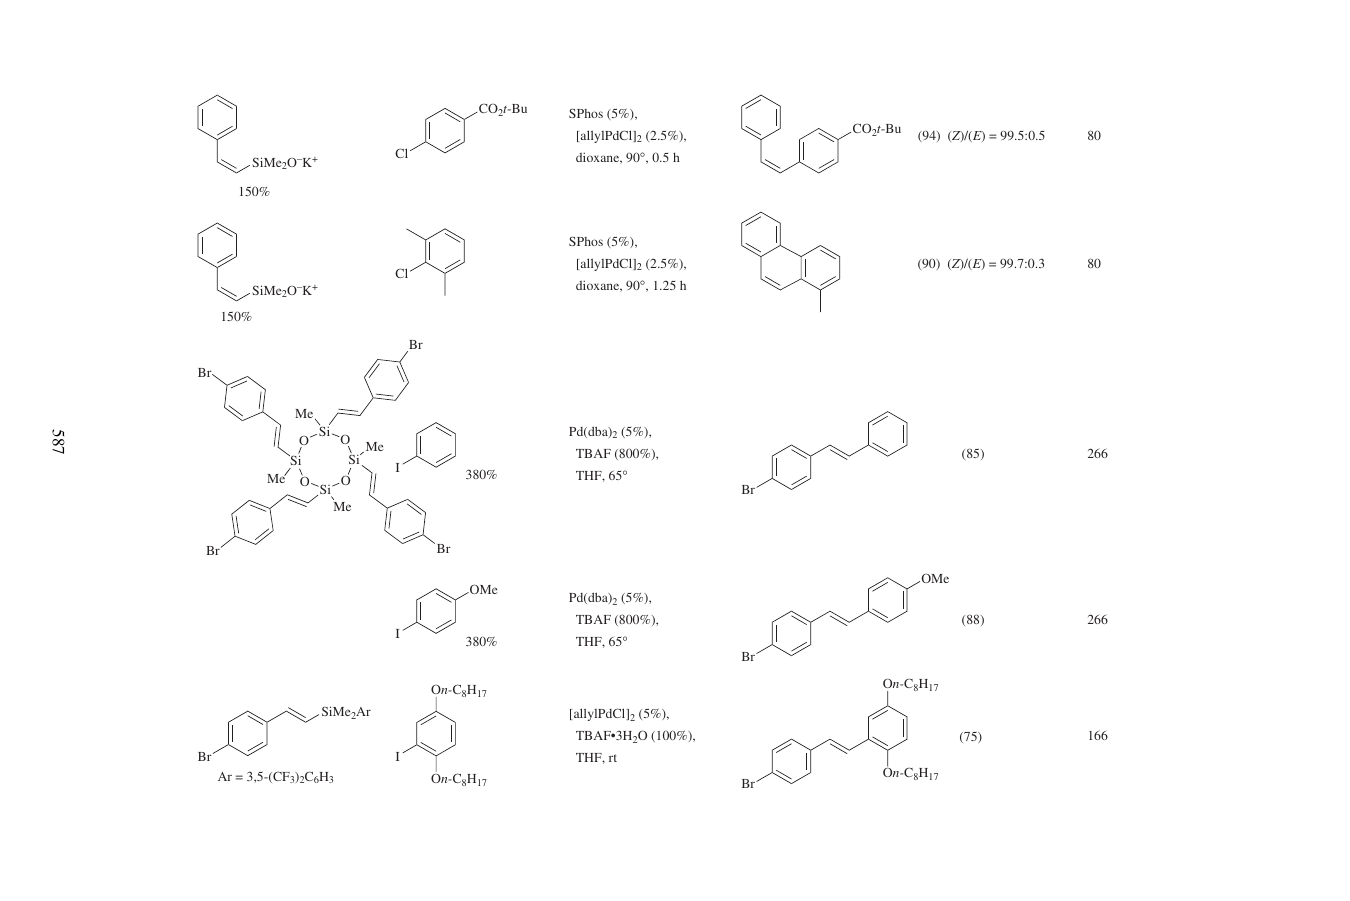 CO₂t-Bu
Cl
SiMe₂O⁻K⁺
150%
SPhos (5%),
[allylPdCl]₂ (2.5%),
dioxane, 90°, 0.5 h
CO₂t-Bu
(94) (Z)/(E) = 99.5:0.5
80
SiMe₂O⁻K⁺
150%
Cl
SPhos (5%),
[allylPdCl]₂ (2.5%),
dioxane, 90°, 1.25 h
(90) (Z)/(E) = 99.7:0.3
80
587
Br
Br
Me
Si
O
O
Me
Si
Si
Me
O
O
Si
Me
Br
Br
I
380%
Pd(dba)₂ (5%),
TBAF (800%),
THF, 65°
Br
(85)
266
OMe
I
380%
Pd(dba)₂ (5%),
TBAF (800%),
THF, 65°
OMe
Br
(88)
266
SiMe₂Ar
Br
Ar = 3,5-(CF₃)₂C₆H₃
On-C₈H₁₇
I
On-C₈H₁₇
[allylPdCl]₂ (5%),
TBAF•3H₂O (100%),
THF, rt
On-C₈H₁₇
Br
On-C₈H₁₇
(75)
166